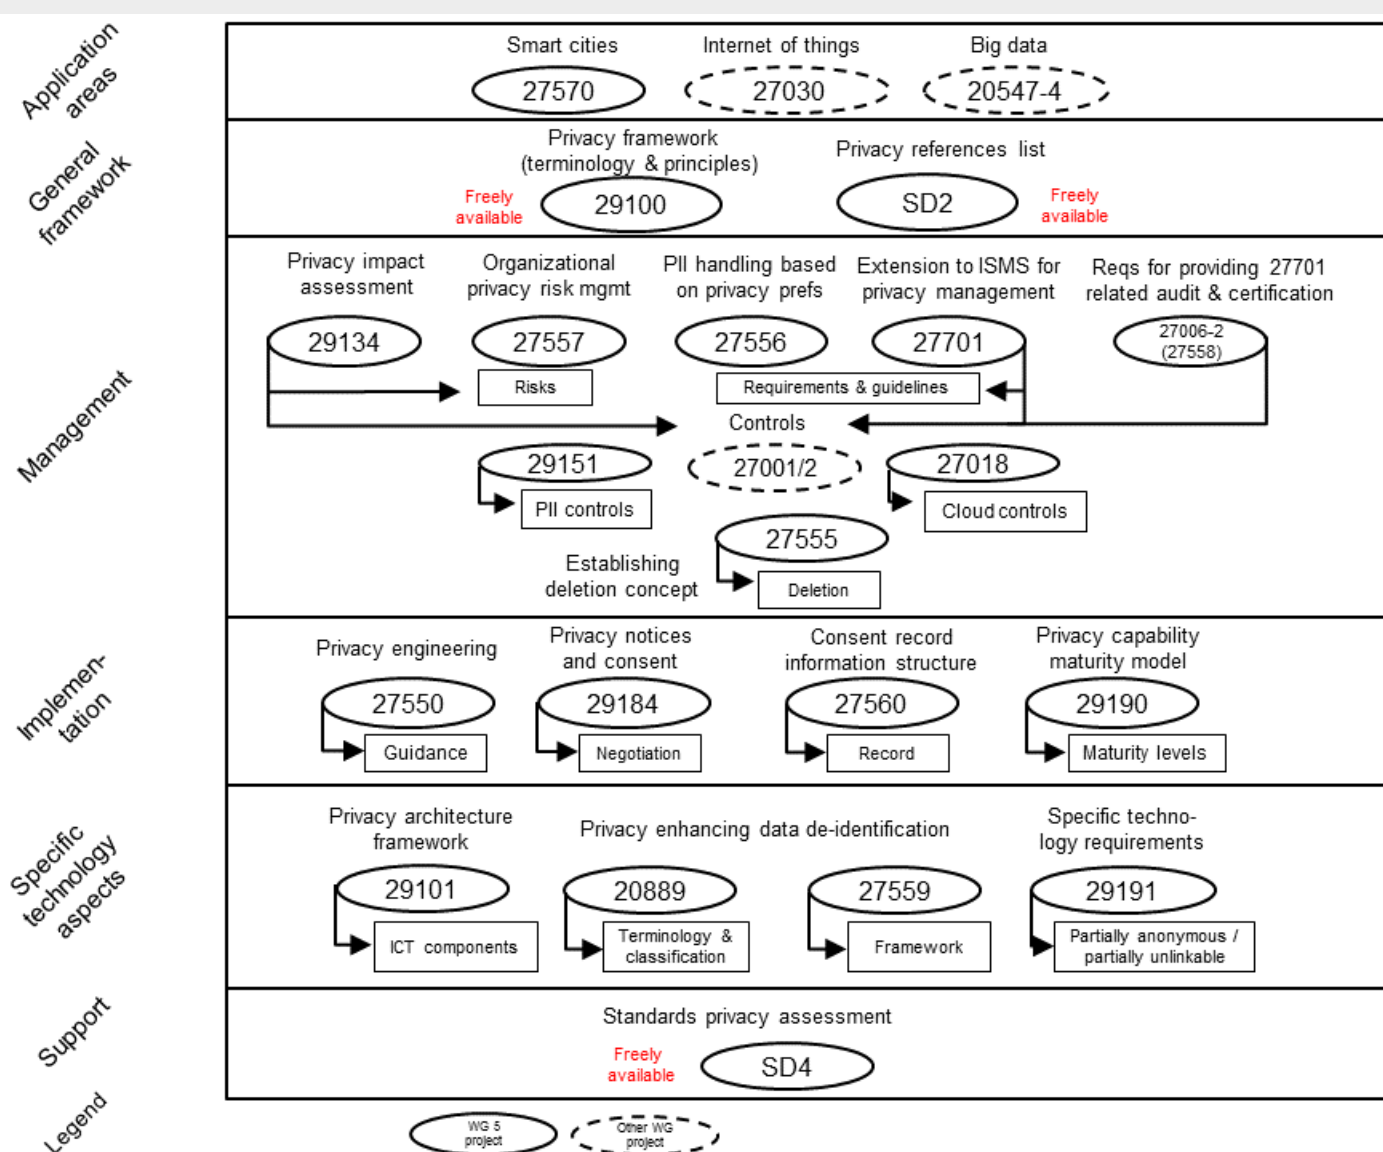 Application
areas
Smart cities
Internet of things
Big data
27570
27030
20547-4
General
framework
Privacy framework
(terminology & principles)
Privacy references list
Freely
available
29100
SD2
Freely
available
Management
Privacy impact
assessment
Organizational
privacy risk mgmt
PII handling based
on privacy prefs
Extension to ISMS for
privacy management
Reqs for providing 27701
related audit & certification
29134
27557
27556
27701
27006-2
(27558)
Risks
Requirements & guidelines
Controls
29151
27001/2
27018
PII controls
Cloud controls
27555
Establishing
deletion concept
Deletion
Implemen-
tation
Privacy engineering
Privacy notices
and consent
Consent record
information structure
Privacy capability
maturity model
27550
29184
27560
29190
Guidance
Negotiation
Record
Maturity levels
Specific
technology
aspects
Privacy architecture
framework
Privacy enhancing data de-identification
Specific techno-
logy requirements
29101
20889
27559
29191
ICT components
Terminology &
classification
Framework
Partially anonymous /
partially unlinkable
Support
Standards privacy assessment
Freely
available
SD4
Legend
WG 5
project
Other WG
project